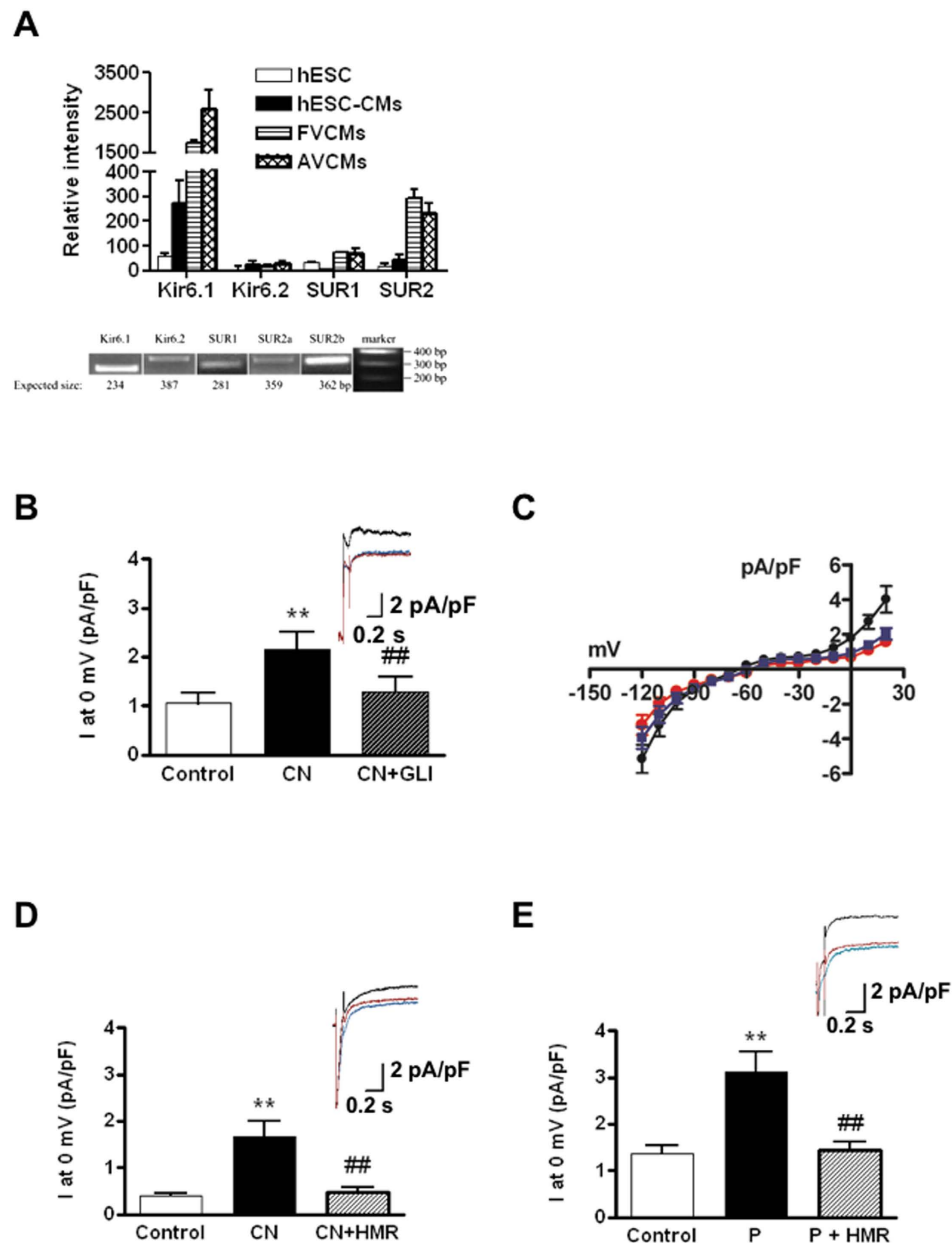 A
Relative intensity
3500
2500
1500
400
300
200
100
0
hESC
hESC-CMs
FVCMs
AVCMs
Kir6.1 Kir6.2 SUR1 SUR2
Kir6.1 Kir6.2 SUR1 SUR2a SUR2b marker
400 bp
300 bp
200 bp
Expected size: 234 387 281 359 362 bp
B
I at 0 mV (pA/pF)
4
3
2
1
0
**
##
2 pA/pF
0.2 s
Control CN CN+GLI
C
pA/pF
mV
6
4
2
-2
-4
-6
-150 -120 -90 -60 -30 30
D
I at 0 mV (pA/pF)
4
3
2
1
0
**
##
2 pA/pF
0.2 s
Control CN CN+HMR
E
I at 0 mV (pA/pF)
4
3
2
1
0
**
##
2 pA/pF
0.2 s
Control P P + HMR